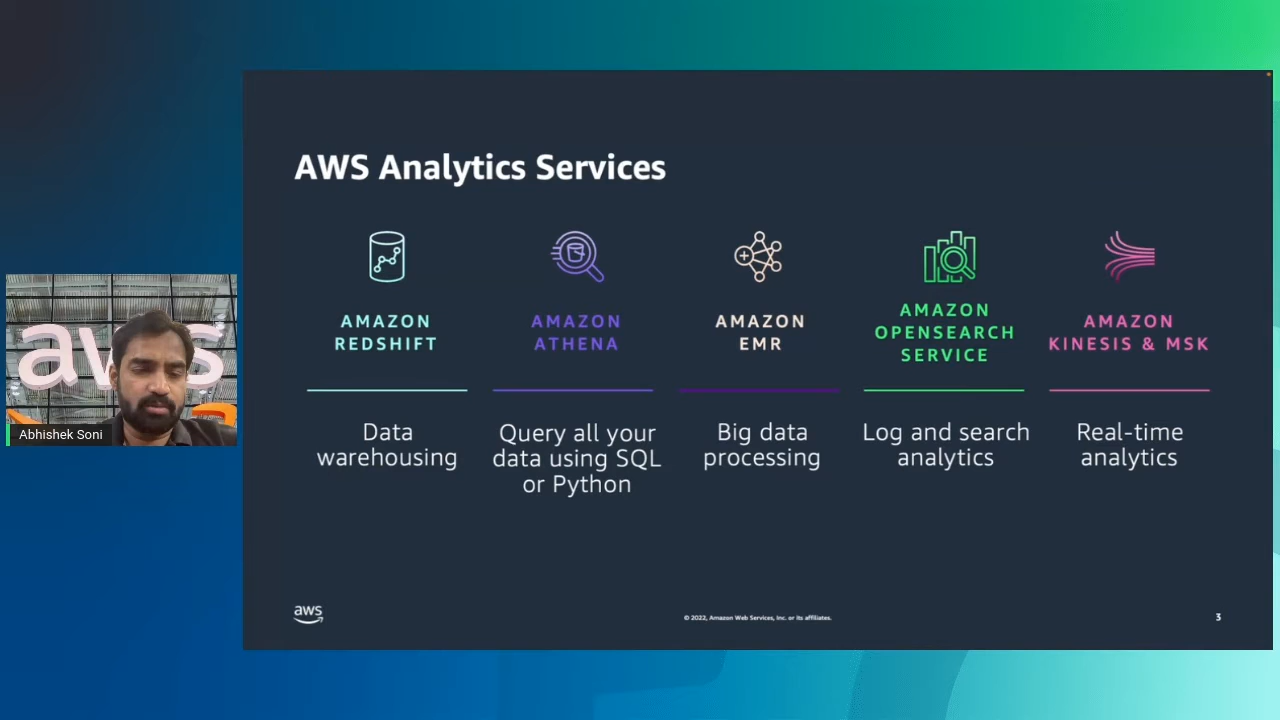 AWS Analytics Services
AMAZON
REDSHIFT
Data
warehousing
AMAZON
ATHENA
Query all your
data using SQL
or Python
AMAZON
EMR
Big data
processing
AMAZON
OPENSEARCH
SERVICE
Log and search
analytics
AMAZON
KINESIS & MSK
Real-time
analytics
aws
Abhishek Soni
aws
© 2022, Amazon Web Services, Inc. or its affiliates.
3